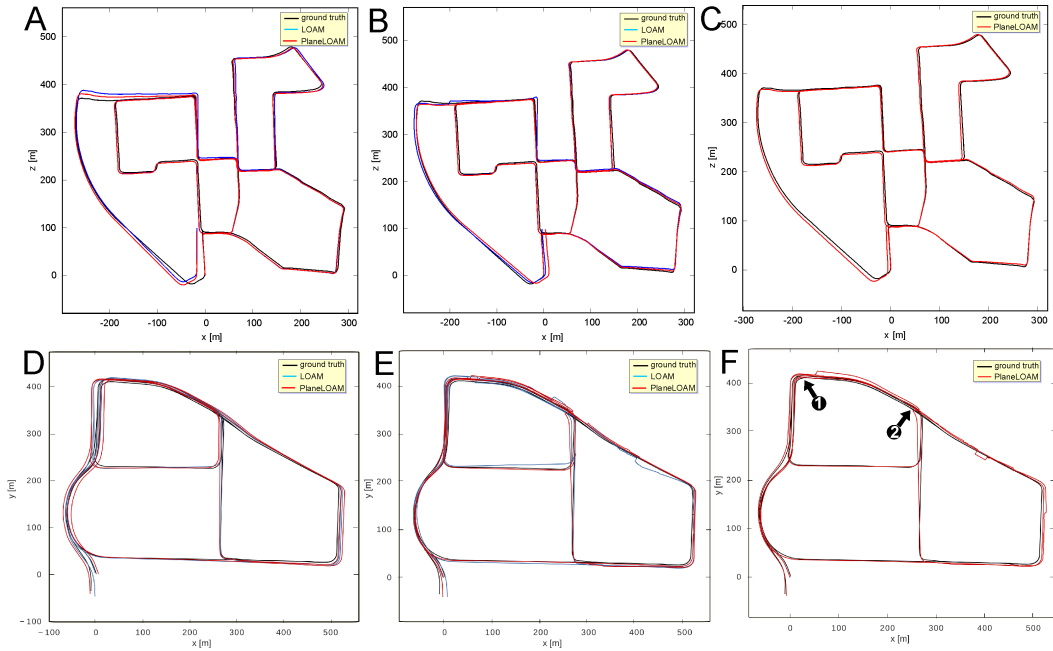 A
ground truth
LOAM
PlaneLOAM
500
400
300
200
100
0
z [m]
-200 -100 0 100 200 300
x [m]
B
ground truth
LOAM
PlaneLOAM
500
400
300
200
100
0
z [m]
-200 -100 0 100 200 300
x [m]
C
ground truth
PlaneLOAM
500
400
300
200
100
0
z [m]
-300 -200 -100 0 100 200 300
x [m]
D
ground truth
LOAM
PlaneLOAM
400
300
200
100
0
−100
y [m]
−100 0 100 200 300 400 500
x [m]
E
ground truth
LOAM
PlaneLOAM
400
300
200
100
0
y [m]
0 100 200 300 400 500
x [m]
F
ground truth
PlaneLOAM
1
2
400
300
200
100
0
y [m]
0 100 200 300 400 500
x [m]